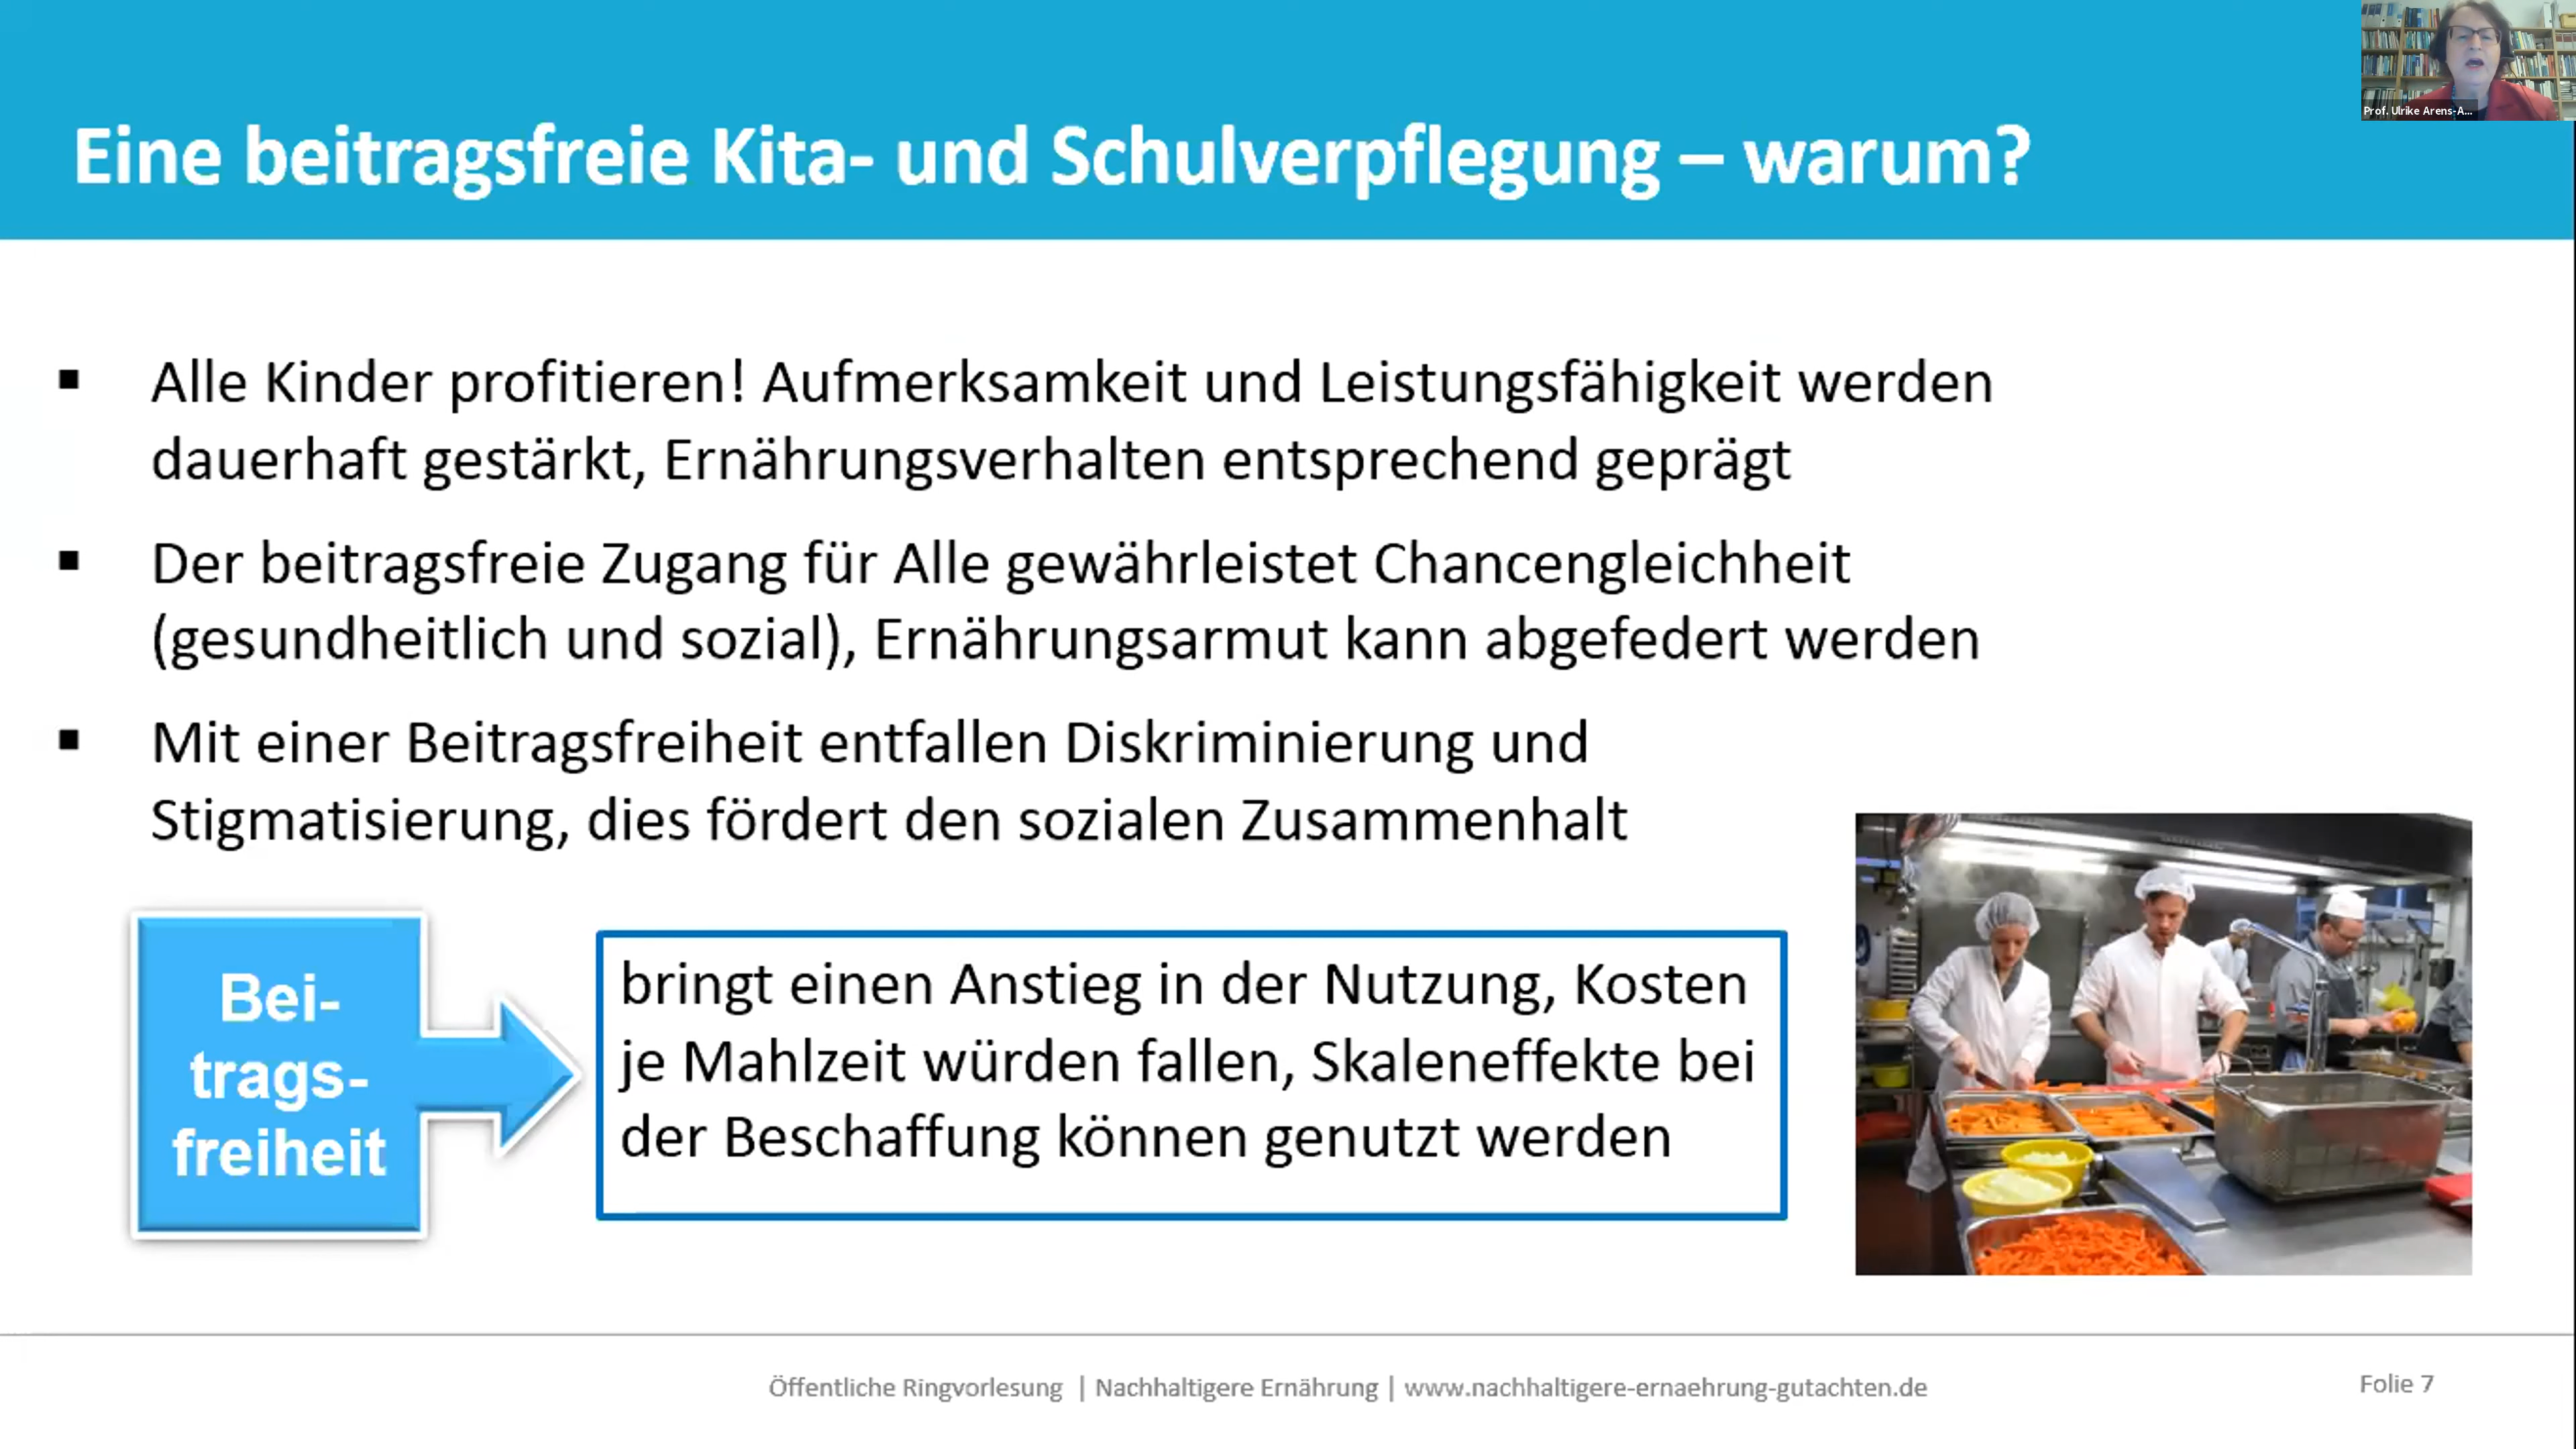 Prof. Ulrike Arens-A...
Eine beitragsfreie Kita- und Schulverpflegung – warum?
▪ Alle Kinder profitieren! Aufmerksamkeit und Leistungsfähigkeit werden
dauerhaft gestärkt, Ernährungsverhalten entsprechend geprägt
▪ Der beitragsfreie Zugang für Alle gewährleistet Chancengleichheit
(gesundheitlich und sozial), Ernährungsarmut kann abgefedert werden
▪ Mit einer Beitragsfreiheit entfallen Diskriminierung und
Stigmatisierung, dies fördert den sozialen Zusammenhalt
Bei-
trags-
freiheit
bringt einen Anstieg in der Nutzung, Kosten
je Mahlzeit würden fallen, Skaleneffekte bei
der Beschaffung können genutzt werden
Öffentliche Ringvorlesung | Nachhaltigere Ernährung | www.nachhaltigere-ernaehrung-gutachten.de
Folie 7